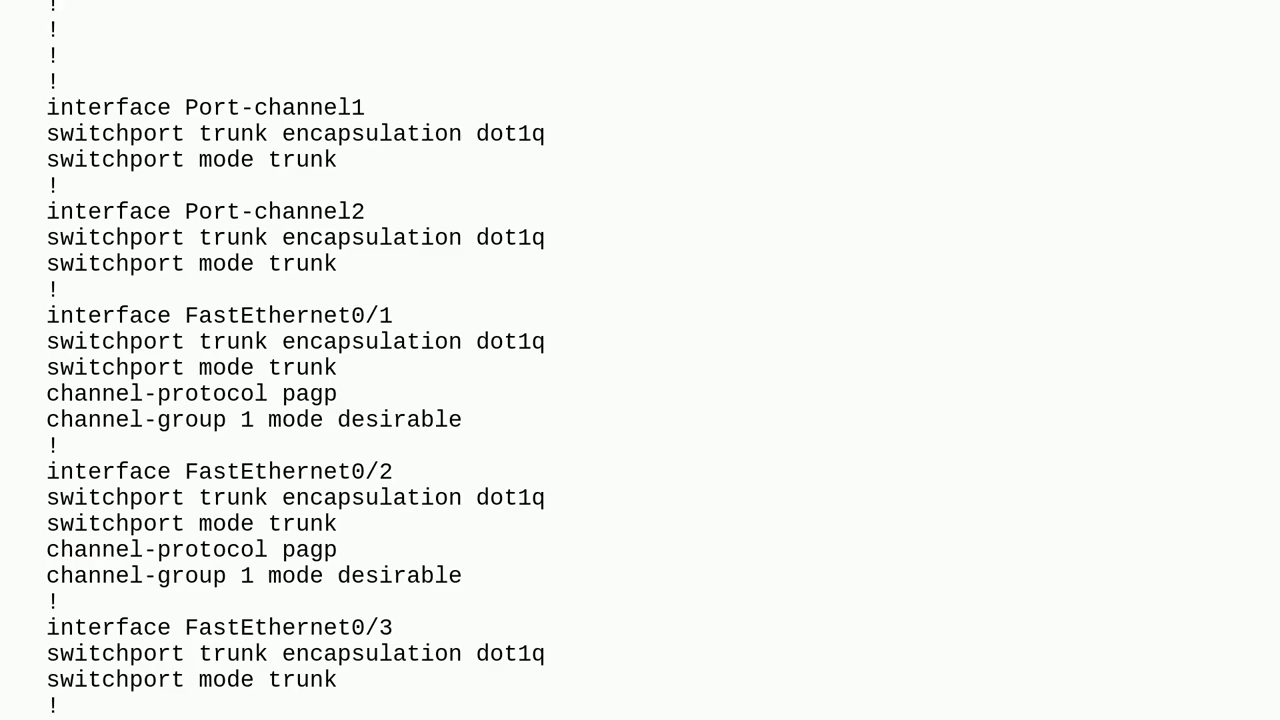 !
!
!
!
interface Port-channel1
switchport trunk encapsulation dot1q
switchport mode trunk
!
interface Port-channel2
switchport trunk encapsulation dot1q
switchport mode trunk
!
interface FastEthernet0/1
switchport trunk encapsulation dot1q
switchport mode trunk
channel-protocol pagp
channel-group 1 mode desirable
!
interface FastEthernet0/2
switchport trunk encapsulation dot1q
switchport mode trunk
channel-protocol pagp
channel-group 1 mode desirable
!
interface FastEthernet0/3
switchport trunk encapsulation dot1q
switchport mode trunk
!